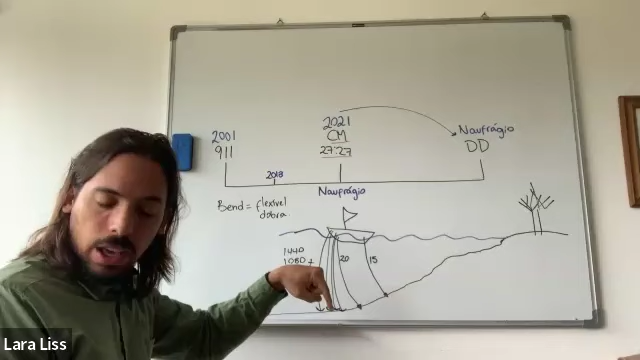 2001
911
2018
2021
CM
27:27
Naufrágio
DD
Naufrágio
Bend = flexível
dobra
1440
1080 +
20
15
Lara Liss